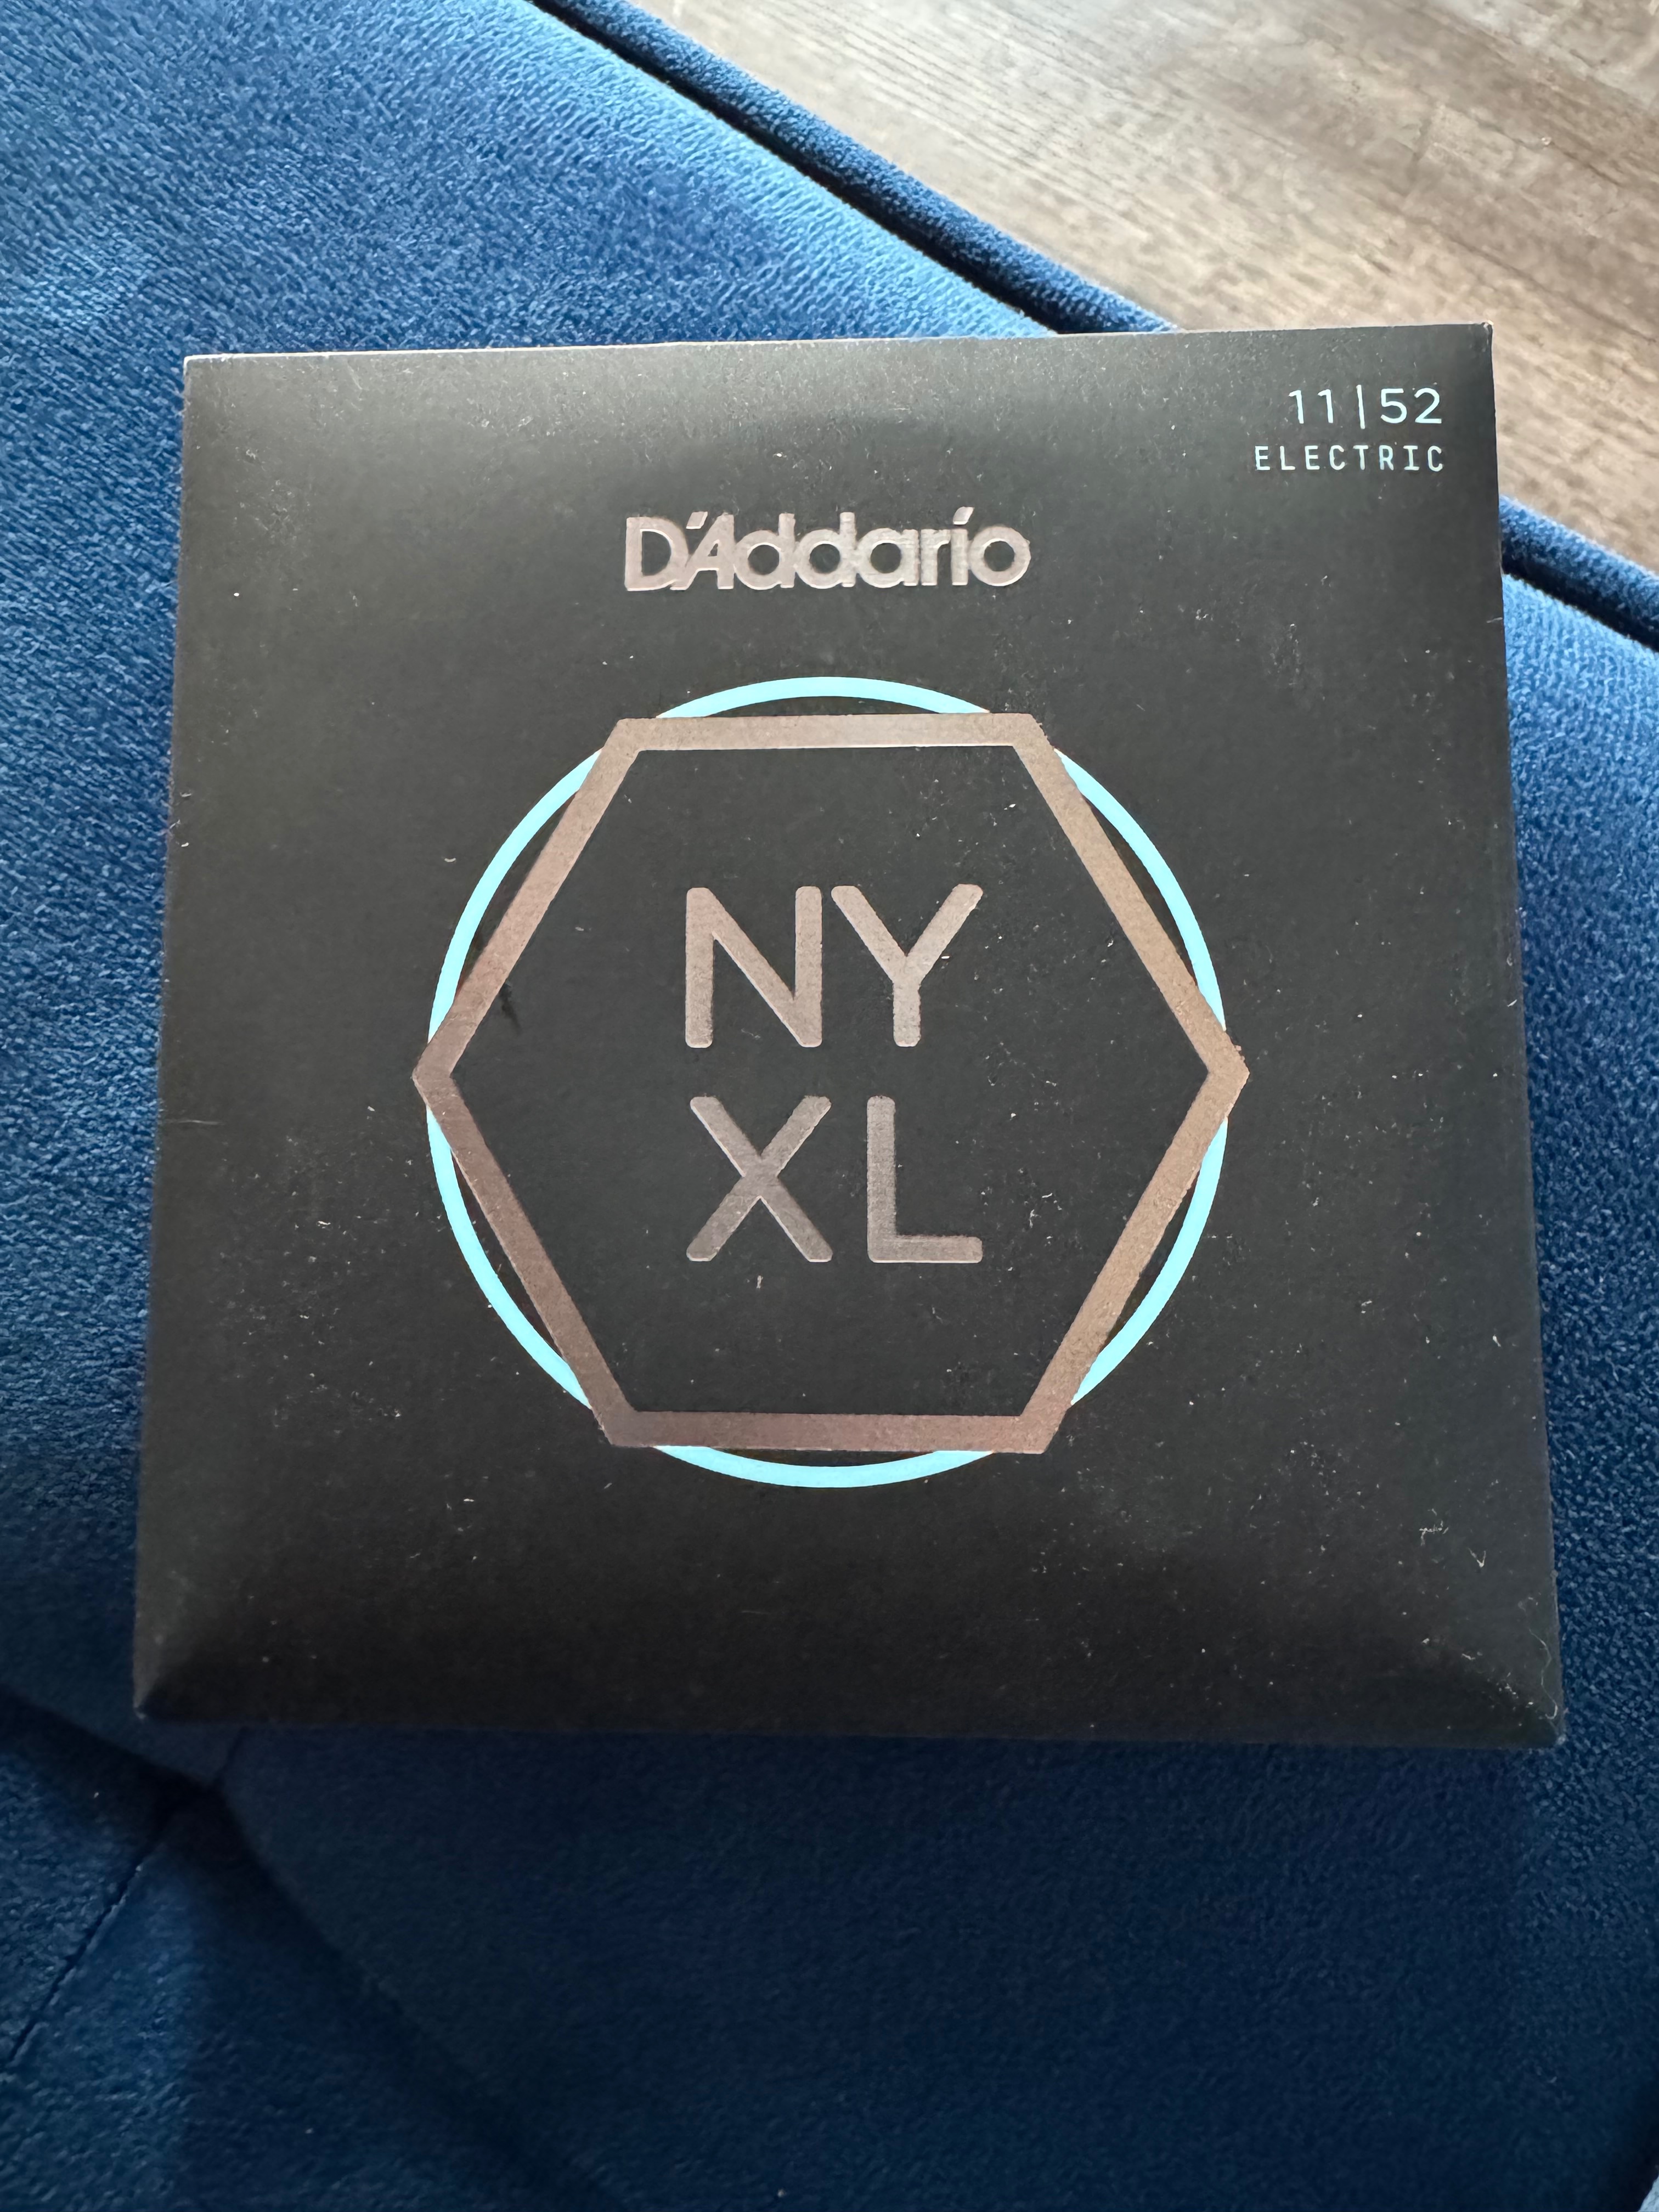 11|52
ELECTRIC
D'Addario
NY
XL